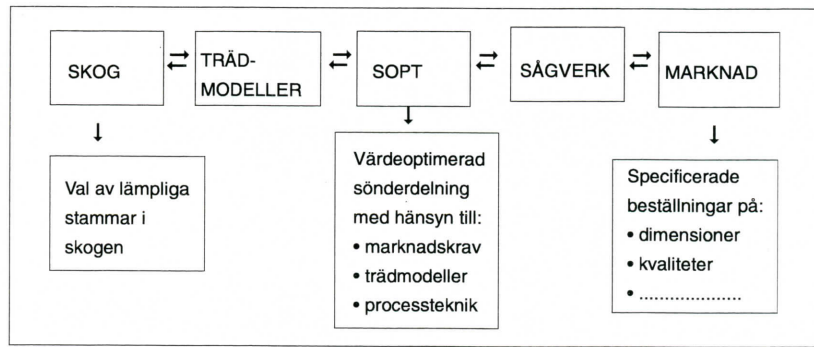 SKOG
TRÄD-
MODELLER
SOPT
SÅGVERK
MARKNAD
Val av lämpliga
stammar i
skogen
Värdeoptimerad
sönderdelning
med hänsyn till:
• marknadskrav
• trädmodeller
• processteknik
Specificerade
beställningar på:
• dimensioner
• kvaliteter
• ....................